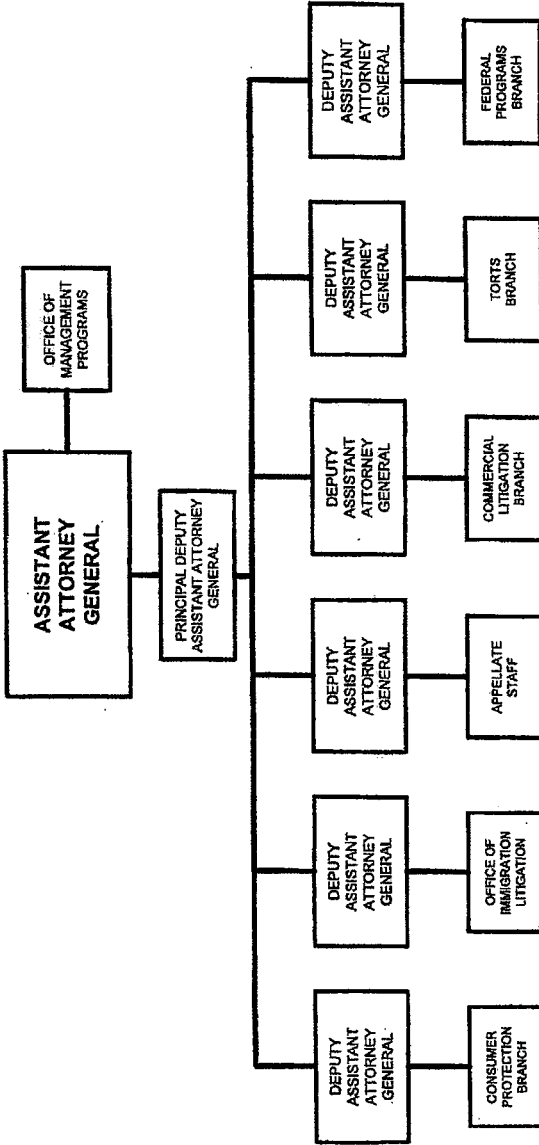 ASSISTANT
ATTORNEY
GENERAL
OFFICE OF
MANAGEMENT
PROGRAMS
PRINCIPAL DEPUTY
ASSISTANT ATTORNEY
GENERAL
DEPUTY
ASSISTANT
ATTORNEY
GENERAL
DEPUTY
ASSISTANT
ATTORNEY
GENERAL
DEPUTY
ASSISTANT
ATTORNEY
GENERAL
DEPUTY
ASSISTANT
ATTORNEY
GENERAL
DEPUTY
ASSISTANT
ATTORNEY
GENERAL
DEPUTY
ASSISTANT
ATTORNEY
GENERAL
CONSUMER
PROTECTION
BRANCH
OFFICE OF
IMMIGRATION
LITIGATION
APPELLATE
STAFF
COMMERCIAL
LITIGATION
BRANCH
TORTS
BRANCH
FEDERAL
PROGRAMS
BRANCH